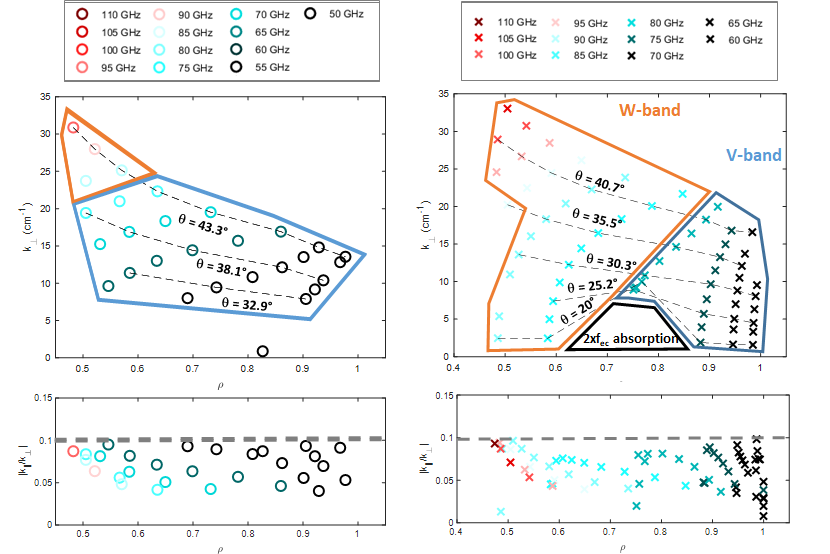 110 GHz 90 GHz 70 GHz 50 GHz
105 GHz 85 GHz 65 GHz
100 GHz 80 GHz 60 GHz
95 GHz 75 GHz 55 GHz
110 GHz 95 GHz 80 GHz 65 GHz
105 GHz 90 GHz 75 GHz 60 GHz
100 GHz 85 GHz 70 GHz
35
30
25
20
15
10
5
0
k⊥ (cm⁻¹)
θ = 43.3°
θ = 38.1°
θ = 32.9°
0.5 0.6 0.7 0.8 0.9 1
ρ
35
30
25
20
15
10
5
0
k⊥ (cm⁻¹)
W-band
V-band
θ = 40.7°
θ = 35.5°
θ = 30.3°
θ = 25.2°
θ = 20°
2xfec absorption
0.4 0.5 0.6 0.7 0.8 0.9 1
0.15
0.1
0.05
0
|k∥/k⊥|
0.5 0.6 0.7 0.8 0.9 1
ρ
0.15
0.1
0.05
0
|k∥/k⊥|
0.4 0.5 0.6 0.7 0.8 0.9 1
ρ